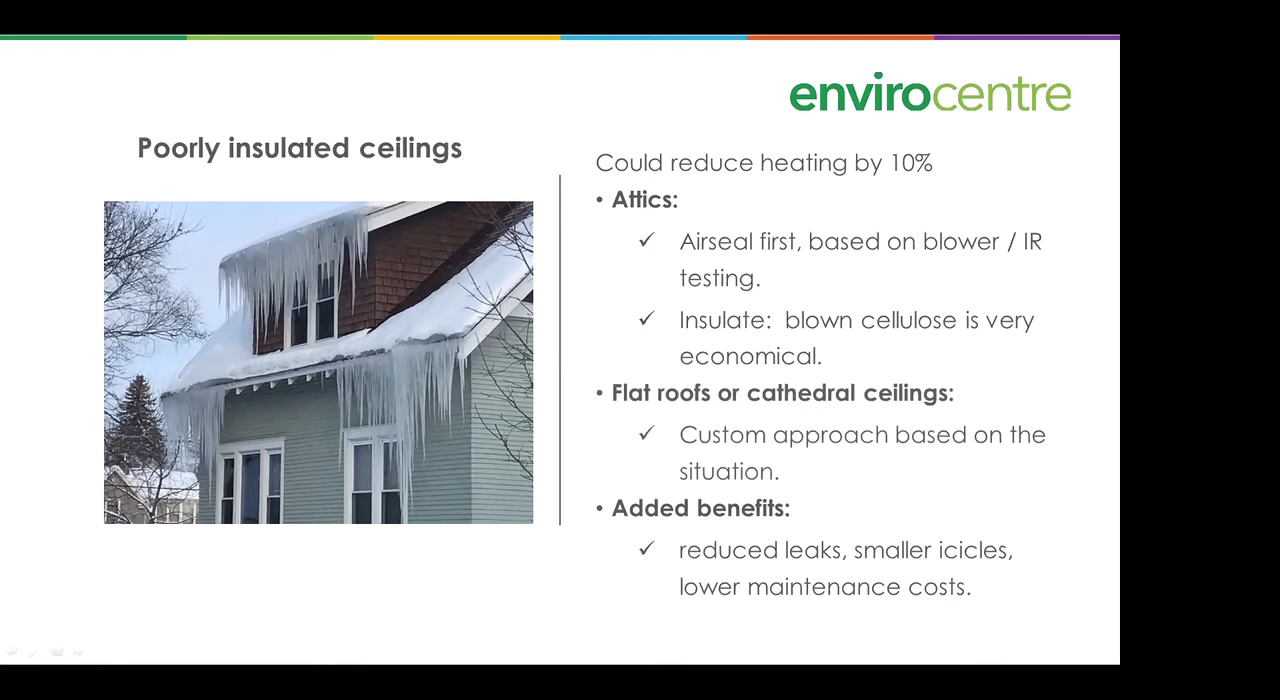 envirocentre
Poorly insulated ceilings
Could reduce heating by 10%
• Attics:
✓ Airseal first, based on blower / IR
testing.
✓ Insulate:  blown cellulose is very
economical.
• Flat roofs or cathedral ceilings:
✓ Custom approach based on the
situation.
• Added benefits:
✓ reduced leaks, smaller icicles,
lower maintenance costs.